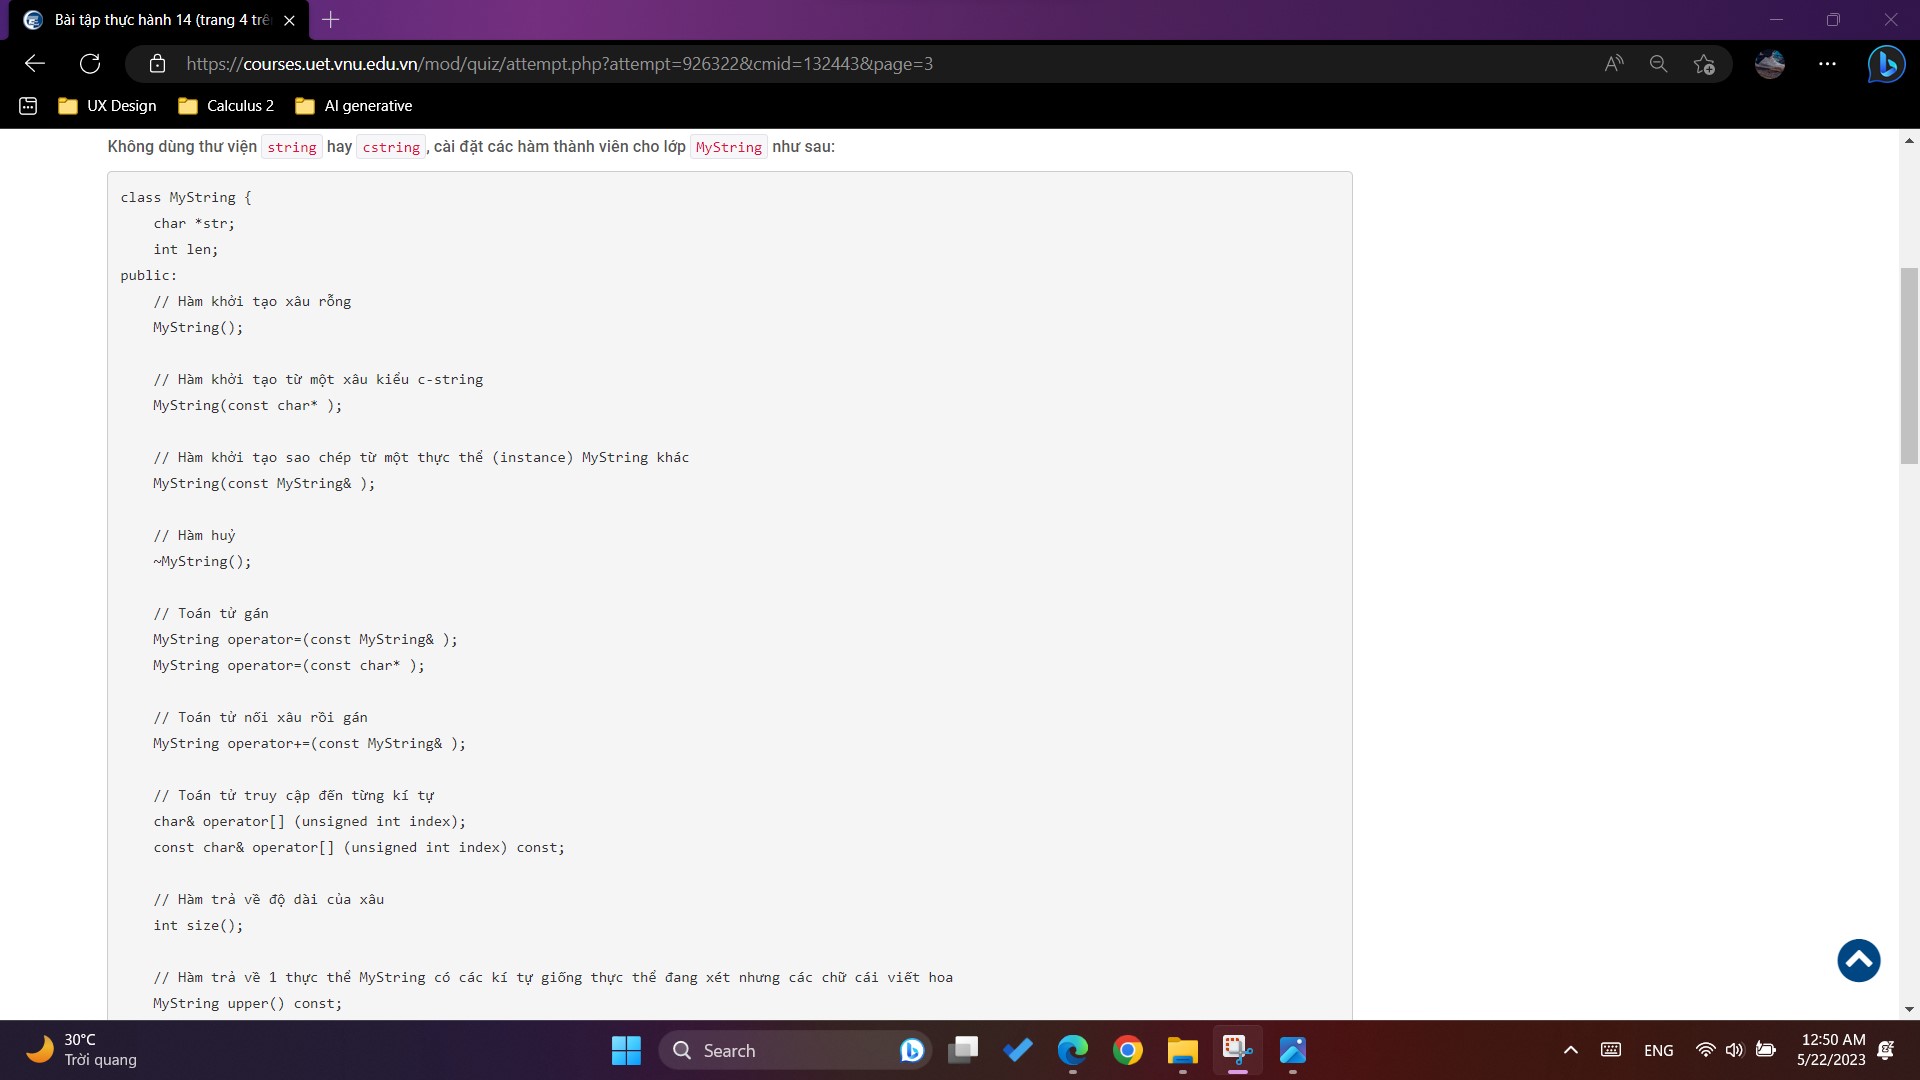 Bài tập thực hành 14 (trang 4 trê
https://courses.uet.vnu.edu.vn/mod/quiz/attempt.php?attempt=926322&cmid=132443&page=3
UX Design
Calculus 2
AI generative
Không dùng thư viện string hay cstring, cài đặt các hàm thành viên cho lớp MyString như sau:
class MyString {
    char *str;
    int len;
public:
    // Hàm khởi tạo xâu rỗng
    MyString();

    // Hàm khởi tạo từ một xâu kiểu c-string
    MyString(const char* );

    // Hàm khởi tạo sao chép từ một thực thể (instance) MyString khác
    MyString(const MyString& );

    // Hàm huỷ
    ~MyString();

    // Toán tử gán
    MyString operator=(const MyString& );
    MyString operator=(const char* );

    // Toán tử nối xâu rồi gán
    MyString operator+=(const MyString& );

    // Toán tử truy cập đến từng kí tự
    char& operator[] (unsigned int index);
    const char& operator[] (unsigned int index) const;

    // Hàm trả về độ dài của xâu
    int size();

    // Hàm trả về 1 thực thể MyString có các kí tự giống thực thể đang xét nhưng các chữ cái viết hoa
    MyString upper() const;
30°C
Trời quang
Search
ENG
12:50 AM
5/22/2023